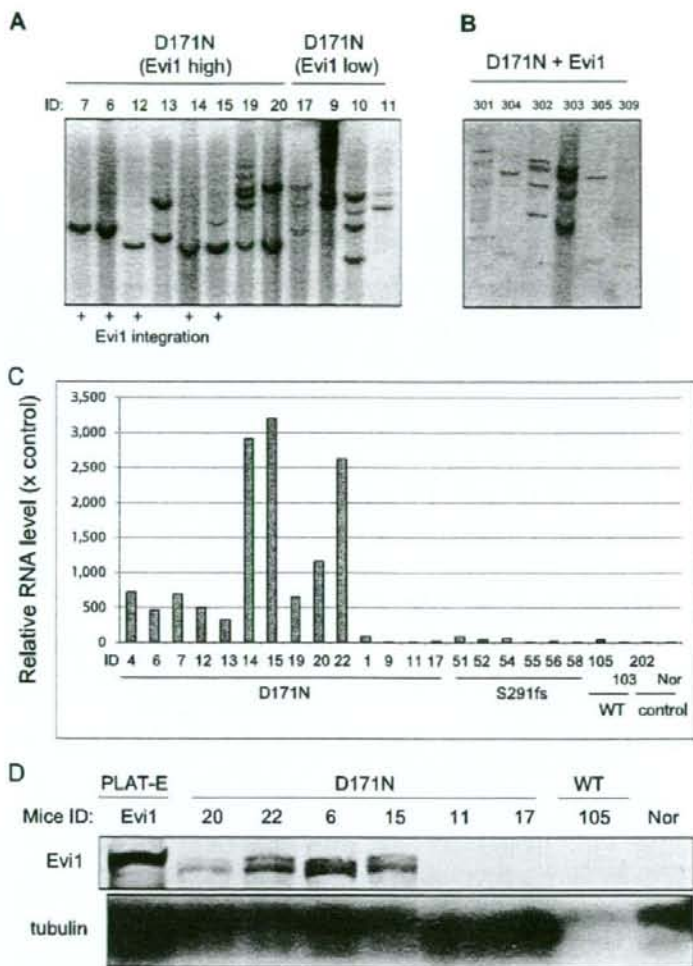 A
D171N
(Evi1 high)
D171N
(Evi1 low)
ID: 7 6 12 13 14 15 19 20 17 9 10 11
+ + + + +
Evi1 integration
B
D171N + Evi1
301 304 302 303 305 309
C
Relative RNA level (x control)
3,500
3,000
2,500
2,000
1,500
1,000
500
0
ID 4 6 7 12 13 14 15 19 20 22 1 9 11 17 51 52 54 55 56 58 105 202
103 Nor
D171N S291fs WT control
D
PLAT-E D171N WT
Mice ID: Evi1 20 22 6 15 11 17 105 Nor
Evi1
tubulin